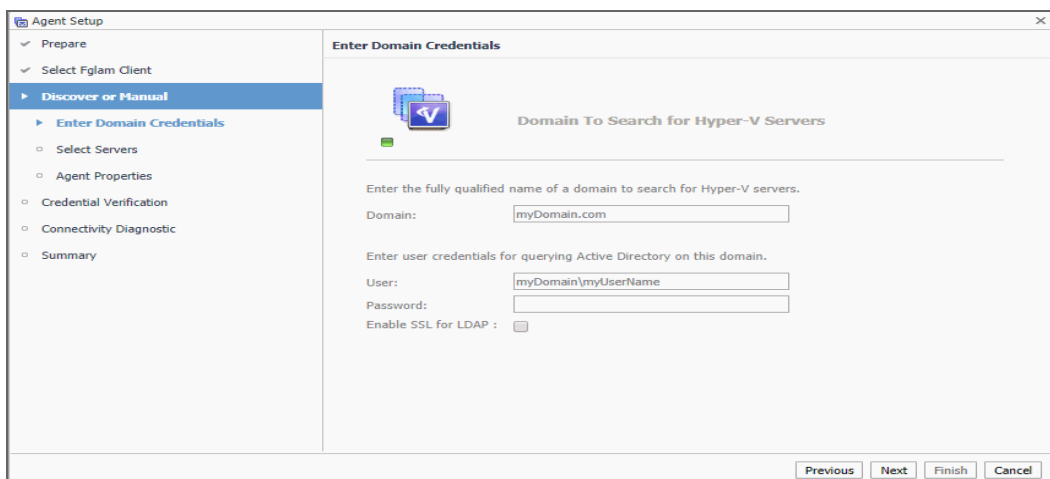 Agent Setup
Prepare
Select Fglam Client
Discover or Manual
Enter Domain Credentials
Select Servers
Agent Properties
Credential Verification
Connectivity Diagnostic
Summary
Enter Domain Credentials
Domain To Search for Hyper-V Servers
Enter the fully qualified name of a domain to search for Hyper-V servers.
Domain: myDomain.com
Enter user credentials for querying Active Directory on this domain.
User: myDomain\myUserName
Password:
Enable SSL for LDAP :
Previous Next Finish Cancel